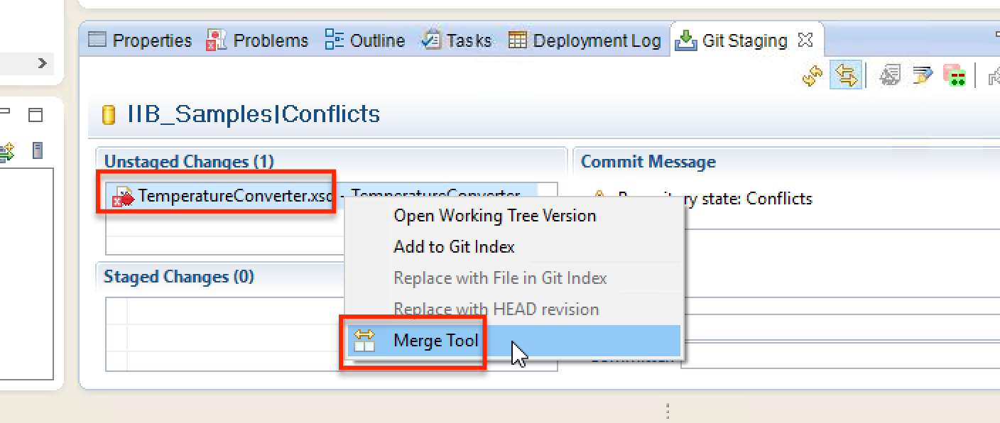 Properties Problems Outline Tasks Deployment Log Git Staging
IIB_Samples|Conflicts
Unstaged Changes (1)
TemperatureConverter.xsd - TemperatureConverter
Commit Message
state: Conflicts
Open Working Tree Version
Add to Git Index
Replace with File in Git Index
Replace with HEAD revision
Merge Tool
Staged Changes (0)